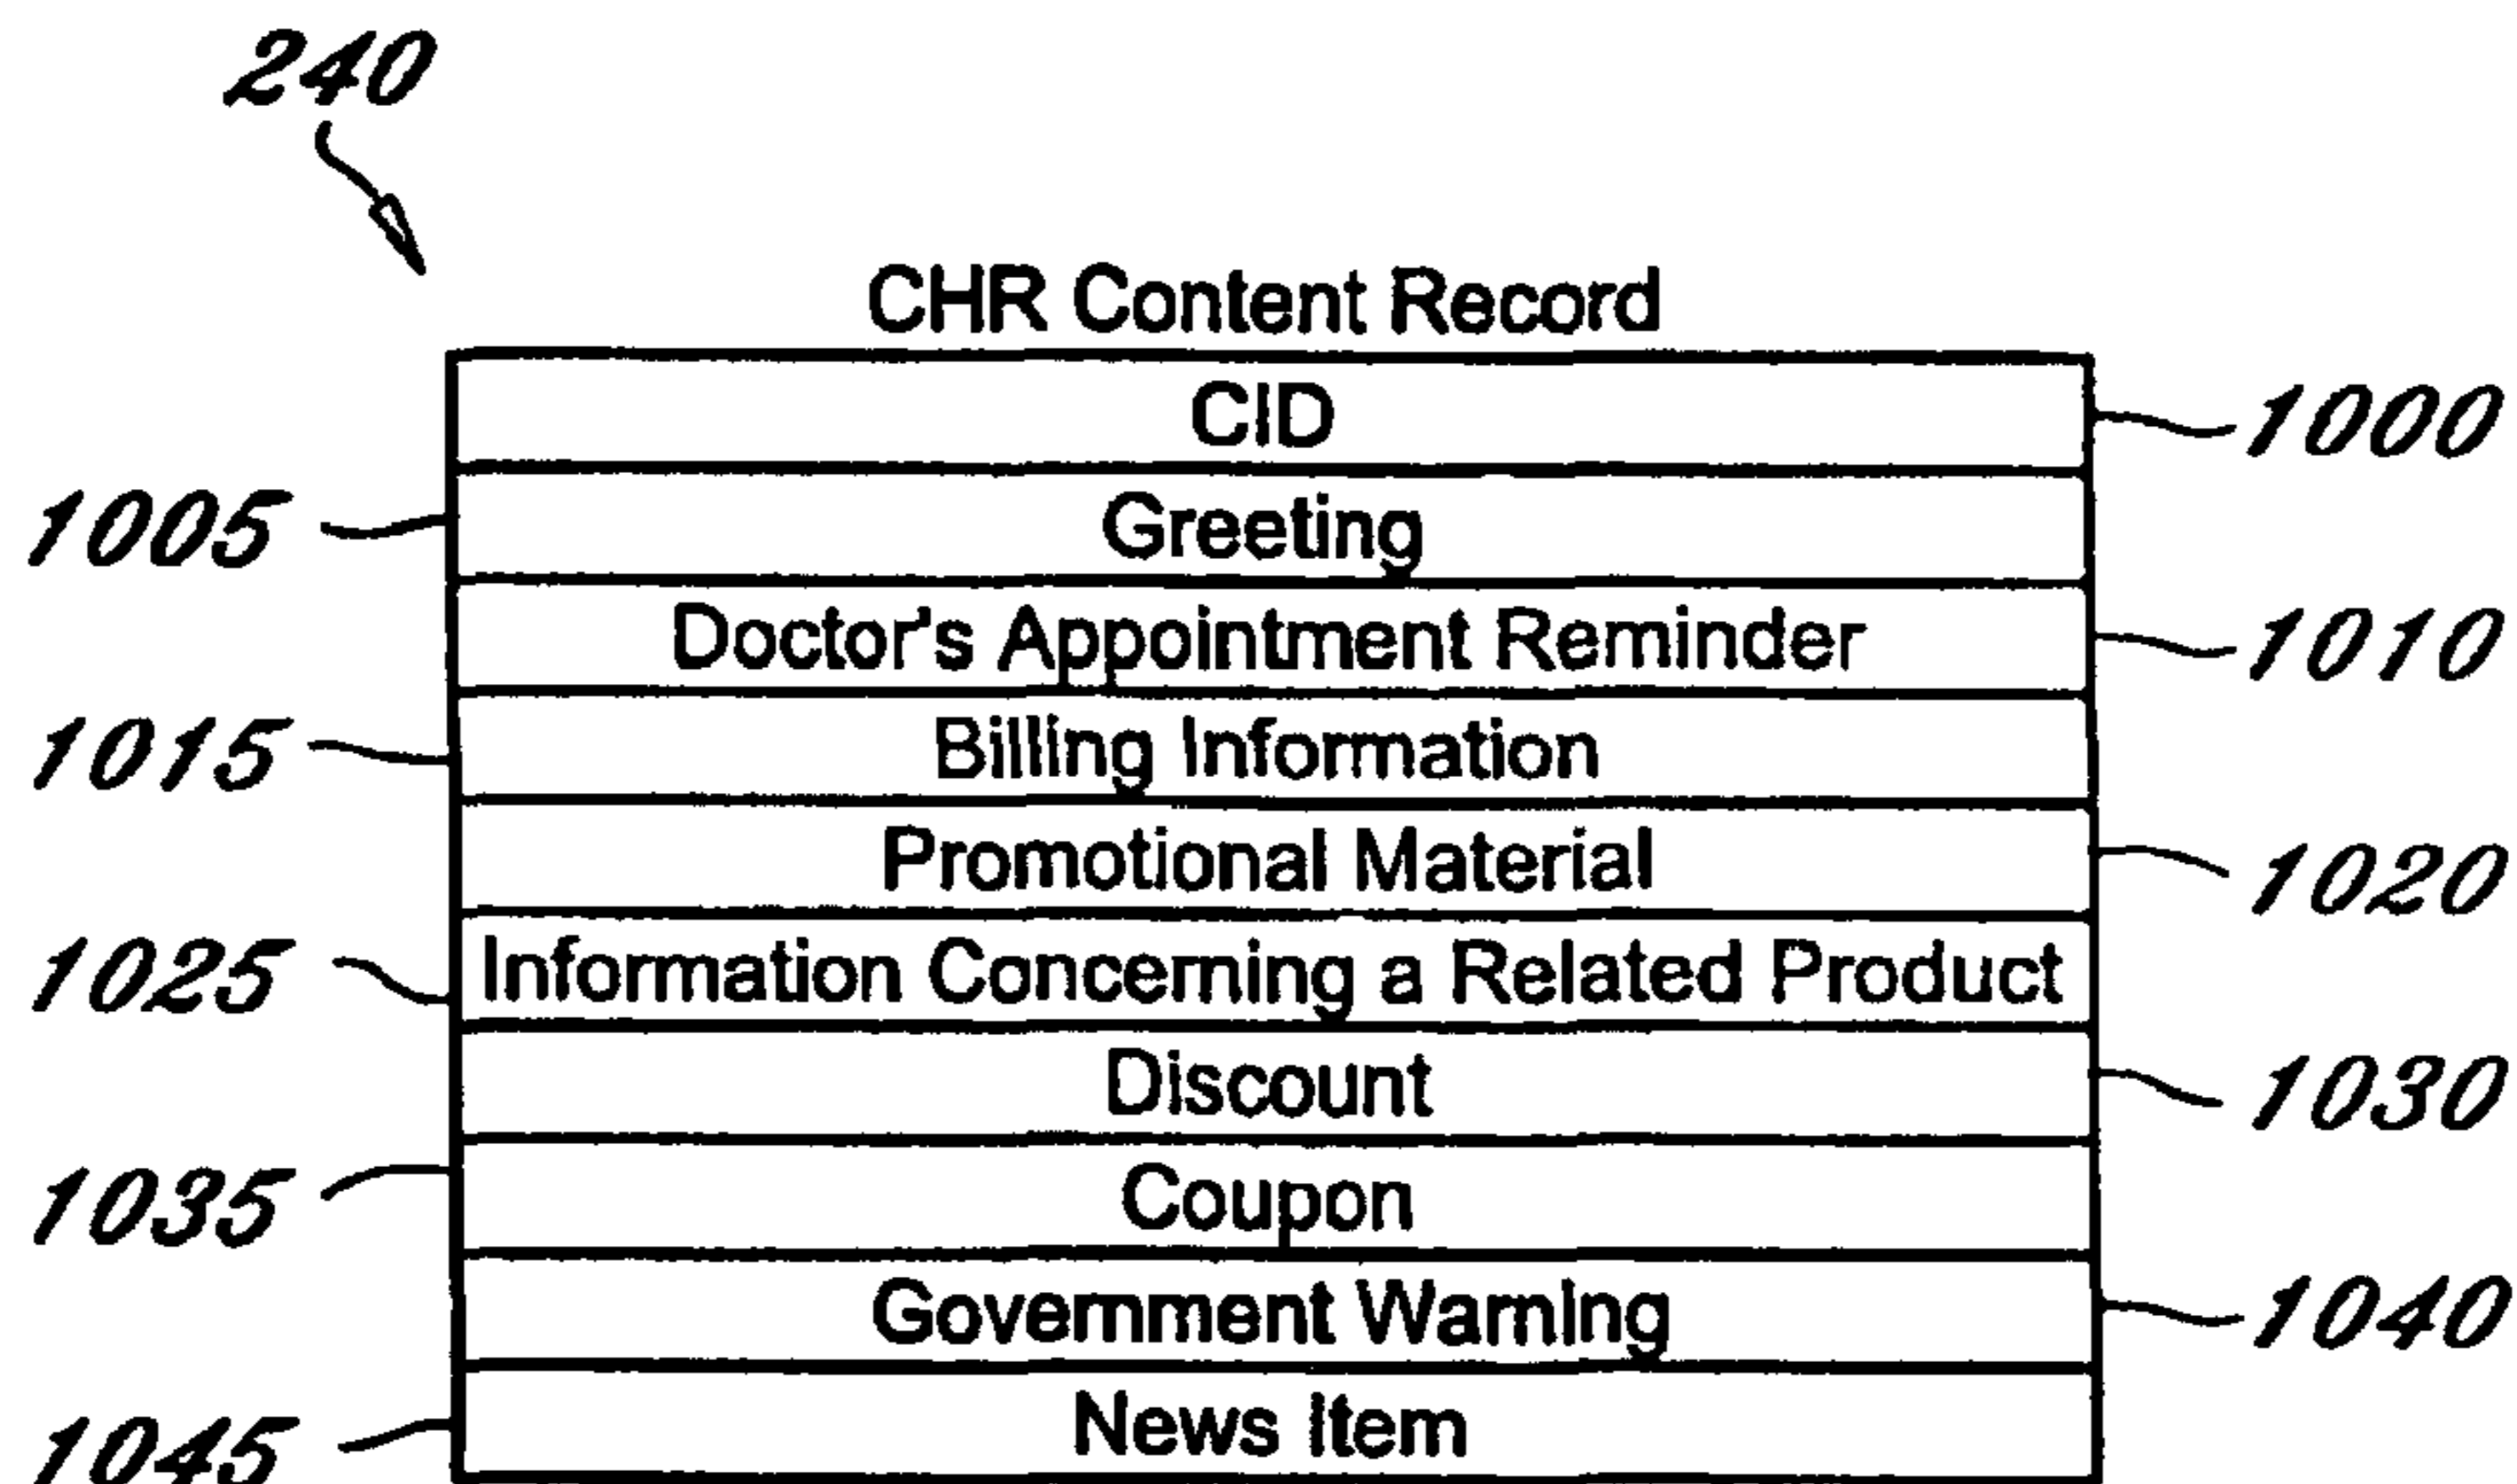 240
CHR Content Record
CID 1000
1005 Greeting
Doctor's Appointment Reminder 1010
1015 Billing Information
Promotional Material 1020
1025 Information Concerning a Related Product
Discount 1030
1035 Coupon
Government Warning 1040
1045 News Item